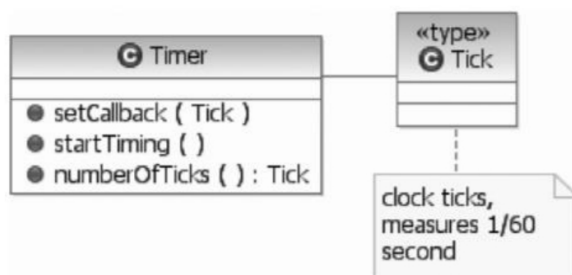 Timer
setCallback ( Tick )
startTiming ( )
numberOfTicks ( ) : Tick
«type»
Tick
clock ticks,
measures 1/60
second